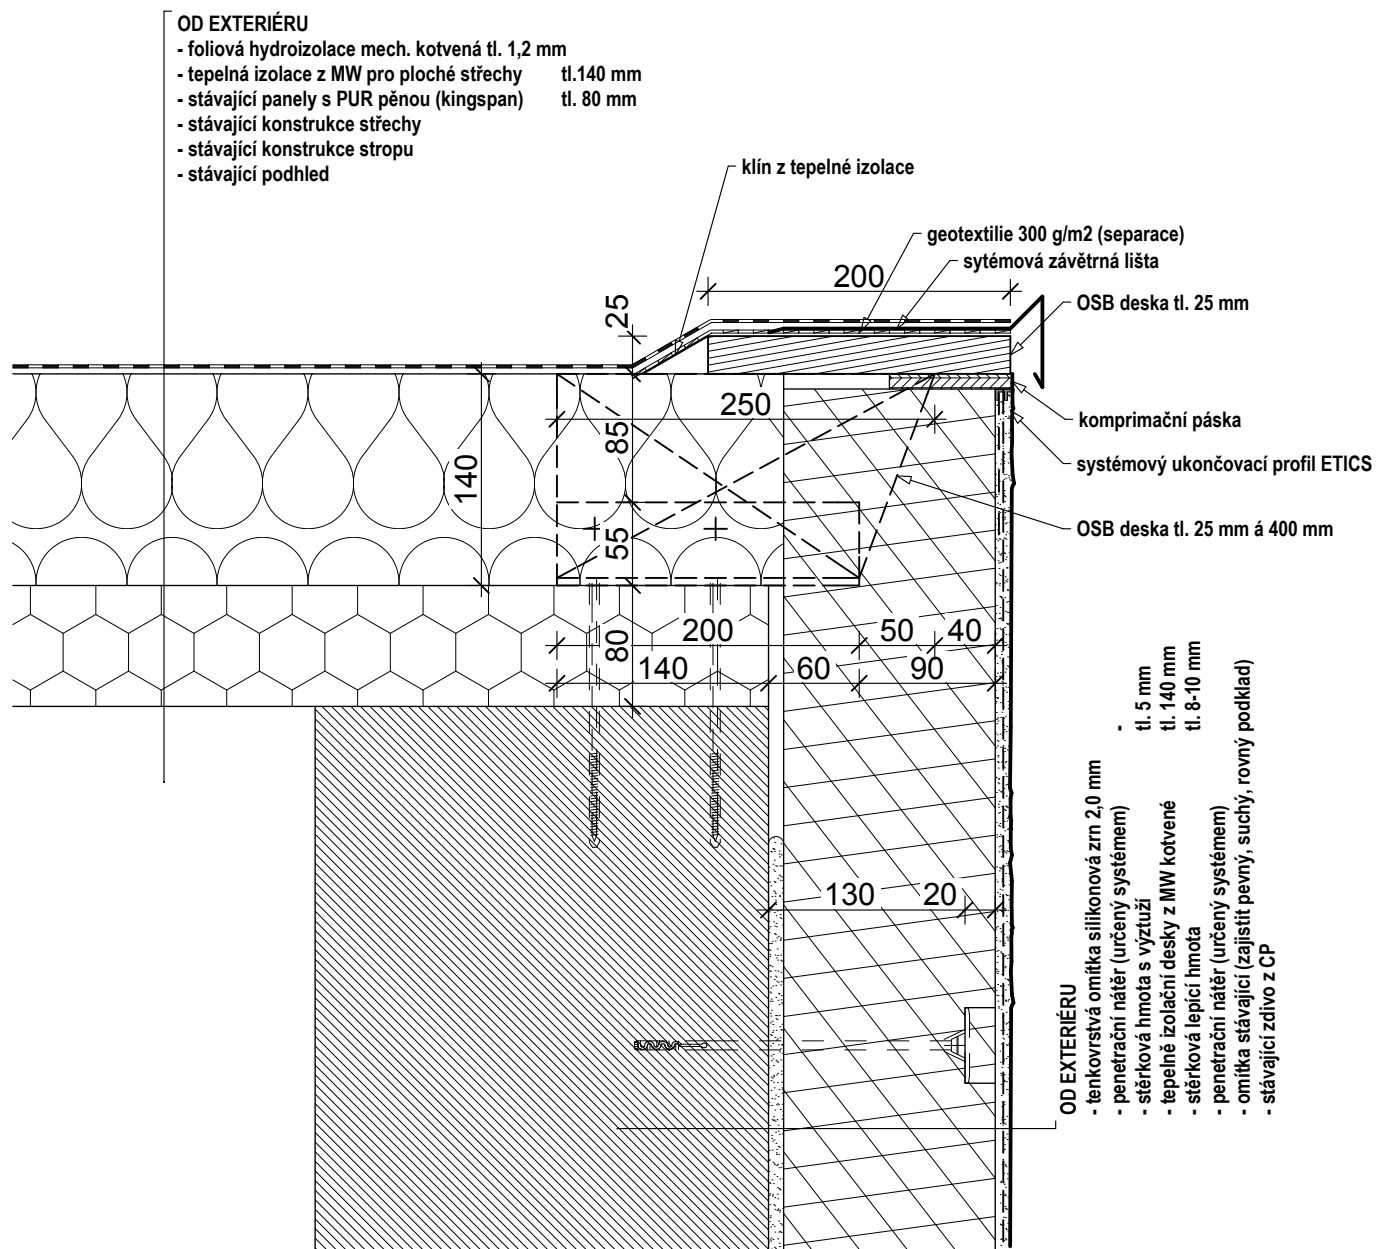 OD EXTERIÉRU
- foliová hydroizolace mech. kotvená tl. 1,2 mm
- tepelná izolace z MW pro ploché střechy tl.140 mm
- stávající panely s PUR pěnou (kingspan) tl. 80 mm
- stávající konstrukce střechy
- stávající konstrukce stropu
- stávající podhled
klín z tepelné izolace
geotextilie 300 g/m2 (separace)
sytémová závětrná lišta
200
OSB deska tl. 25 mm
25
250
komprimační páska
85
140
systémový ukončovací profil ETICS
OSB deska tl. 25 mm á 400 mm
55
80
200
50
40
140
60
90
130
20
OD EXTERIÉRU
- tenkovrstvá omítka silikonová zrn 2,0 mm
- penetrační nátěr (určený systémem) -
- stěrková hmota s výztuží tl. 5 mm
- tepelně izolační desky z MW kotvené tl. 140 mm
- stěrková lepící hmota tl. 8-10 mm
- penetrační nátěr (určený systémem)
- omítka stávající (zajistit pevný, suchý, rovný podklad)
- stávající zdivo z CP